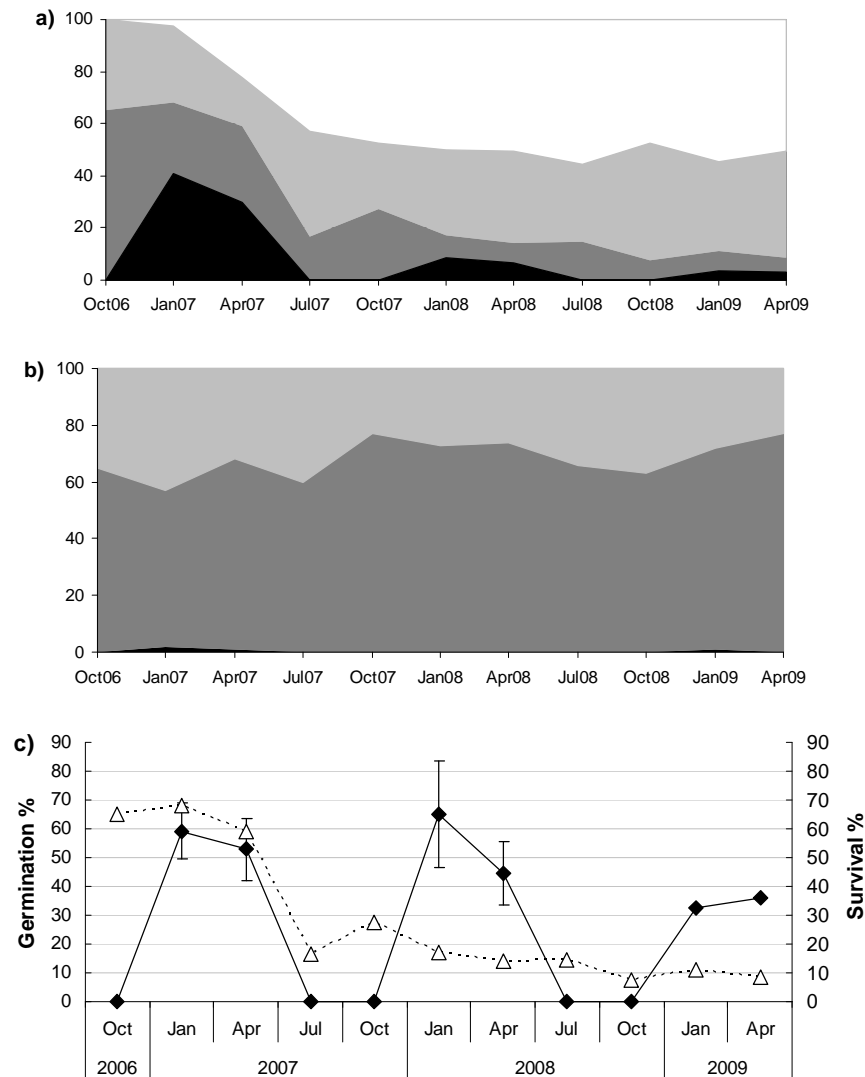 a)
100
80
60
40
20
0
Oct06 Jan07 Apr07 Jul07 Oct07 Jan08 Apr08 Jul08 Oct08 Jan09 Apr09
b)
100
80
60
40
20
0
Oct06 Jan07 Apr07 Jul07 Oct07 Jan08 Apr08 Jul08 Oct08 Jan09 Apr09
c)
Germination %
90 90
80 80
70 70
60 60
50 50
40 40
30 30
20 20
10 10
0 0
Survival %
Oct Jan Apr Jul Oct Jan Apr Jul Oct Jan Apr
2006 2007 2008 2009